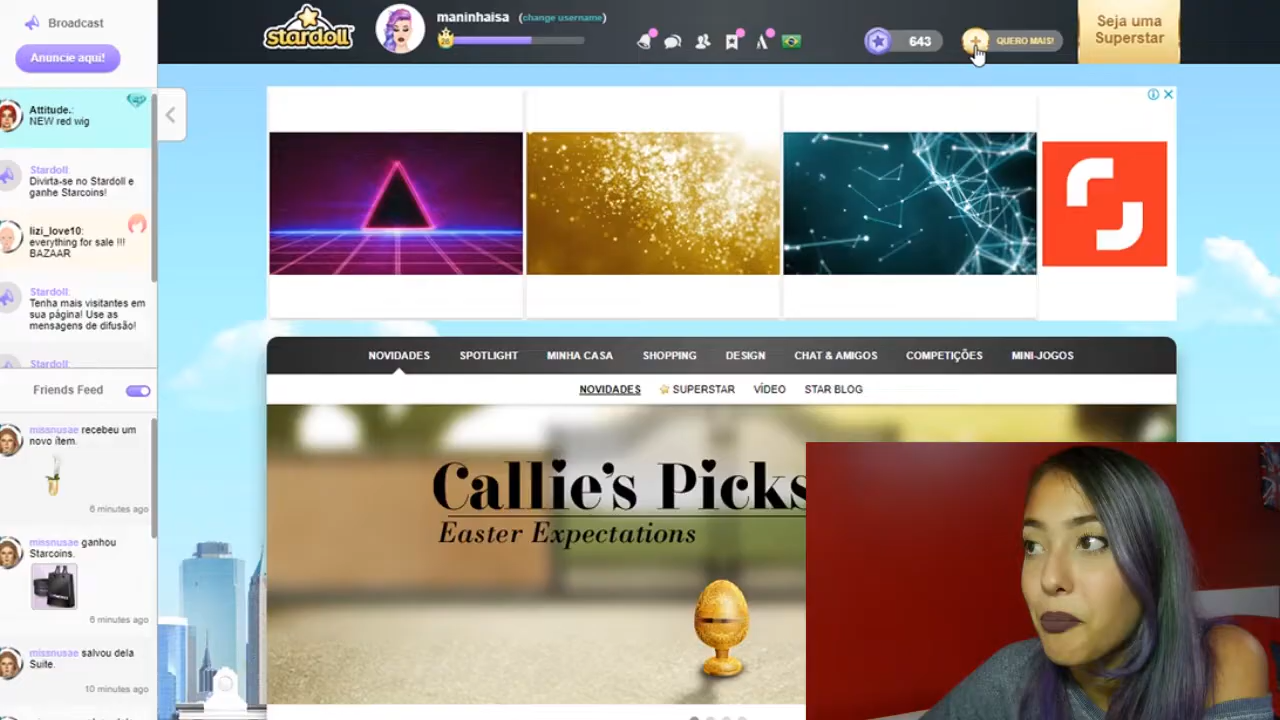 Broadcast
Anuncie aqui!
Attitude.:
NEW red wig
Stardoll:
Divirta-se no Stardoll e
ganhe Starcoins!
lizi_love10:
everything for sale !!!
BAZAAR
Stardoll:
Tenha mais visitantes em
sua página! Use as
mensagens de difusão!
Stardoll:
Friends Feed
missnusae recebeu um
novo ítem.
6 minutes ago
missnusae ganhou
Starcoins.
6 minutes ago
missnusae salvou dela
Suite.
10 minutes ago
stardoll
maninhaisa (change username)
26
643
QUERO MAIS!
Seja uma
Superstar
NOVIDADES SPOTLIGHT MINHA CASA SHOPPING DESIGN CHAT & AMIGOS COMPETIÇÕES MINI-JOGOS
NOVIDADES SUPERSTAR VÍDEO STAR BLOG
Callie's Picks
Easter Expectations